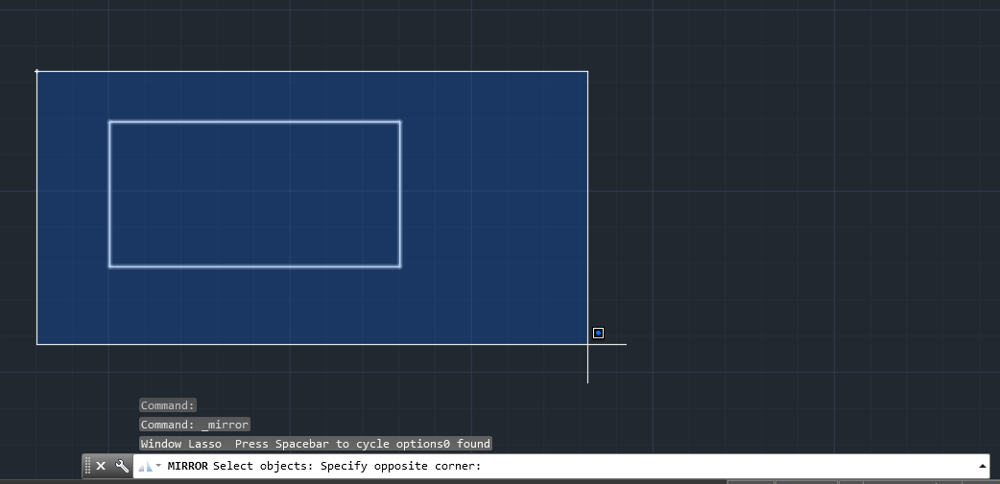 Command:
Command: _mirror
Window Lasso  Press Spacebar to cycle options0 found
MIRROR Select objects: Specify opposite corner: